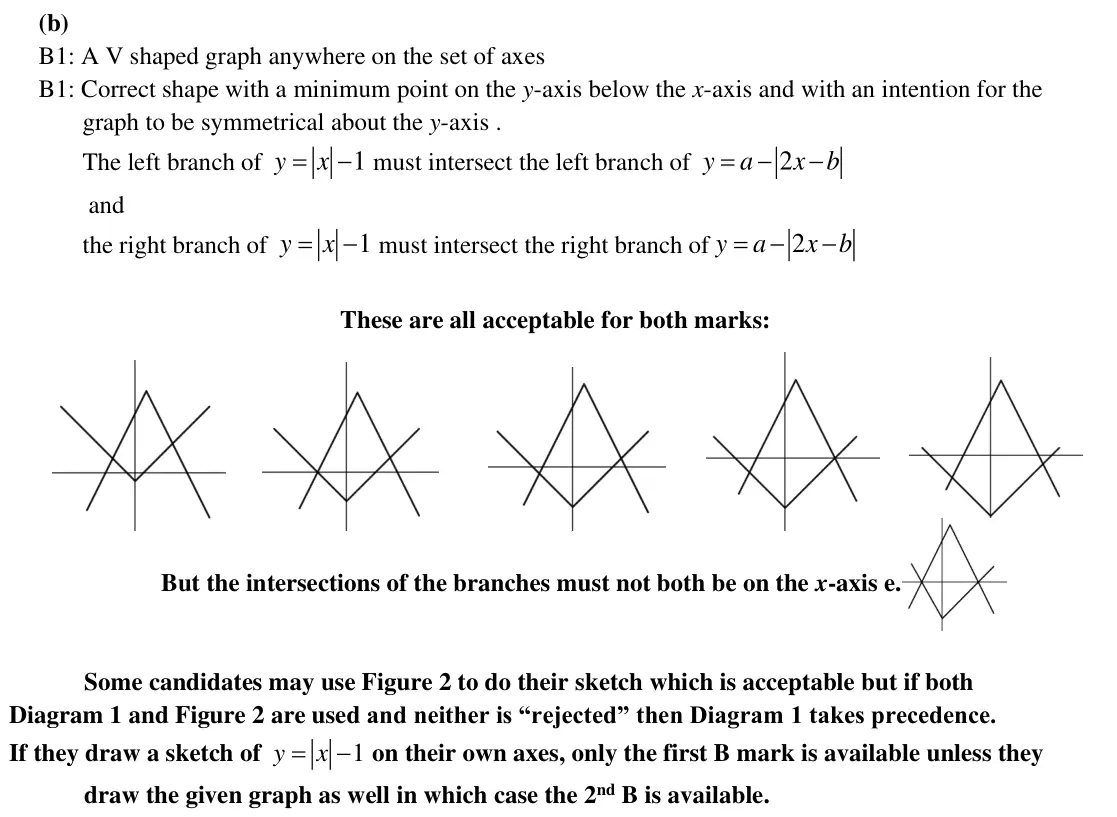 (b)
B1: A V shaped graph anywhere on the set of axes
B1: Correct shape with a minimum point on the y-axis below the x-axis and with an intention for the
graph to be symmetrical about the y-axis .
The left branch of y = |x| − 1 must intersect the left branch of y = a − |2x − b|
and
the right branch of y = |x| − 1 must intersect the right branch of y = a − |2x − b|
These are all acceptable for both marks:
But the intersections of the branches must not both be on the x-axis e.
Some candidates may use Figure 2 to do their sketch which is acceptable but if both
Diagram 1 and Figure 2 are used and neither is “rejected” then Diagram 1 takes precedence.
If they draw a sketch of y = |x| − 1 on their own axes, only the first B mark is available unless they
draw the given graph as well in which case the 2nd B is available.